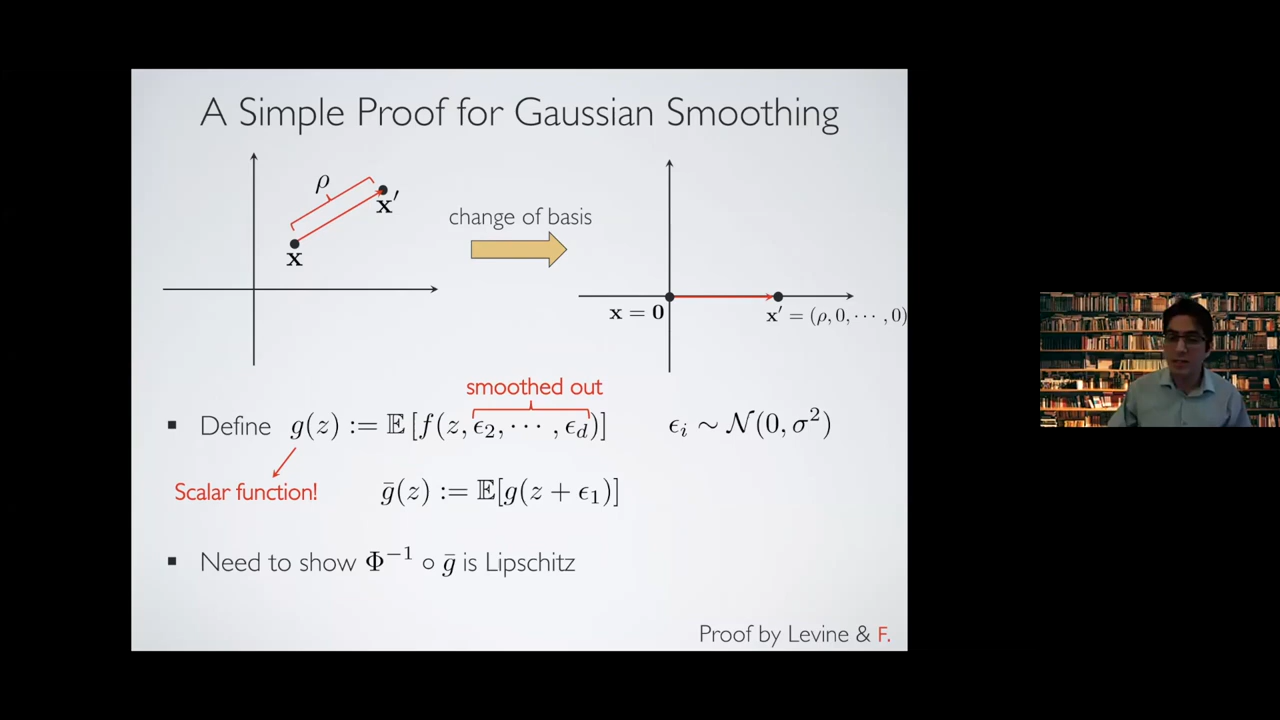 A Simple Proof for Gaussian Smoothing
ρ
x′
x
change of basis
x = 0
x′ = (ρ, 0, ⋯ , 0)
smoothed out
▪ Define g(z) := 𝔼 [f(z, ϵ₂, ⋯ , ϵ_d)]
ϵᵢ ∼ 𝒩(0, σ²)
Scalar function!
ḡ(z) := 𝔼[g(z + ϵ₁)]
▪ Need to show Φ⁻¹ ∘ ḡ is Lipschitz
Proof by Levine & F.